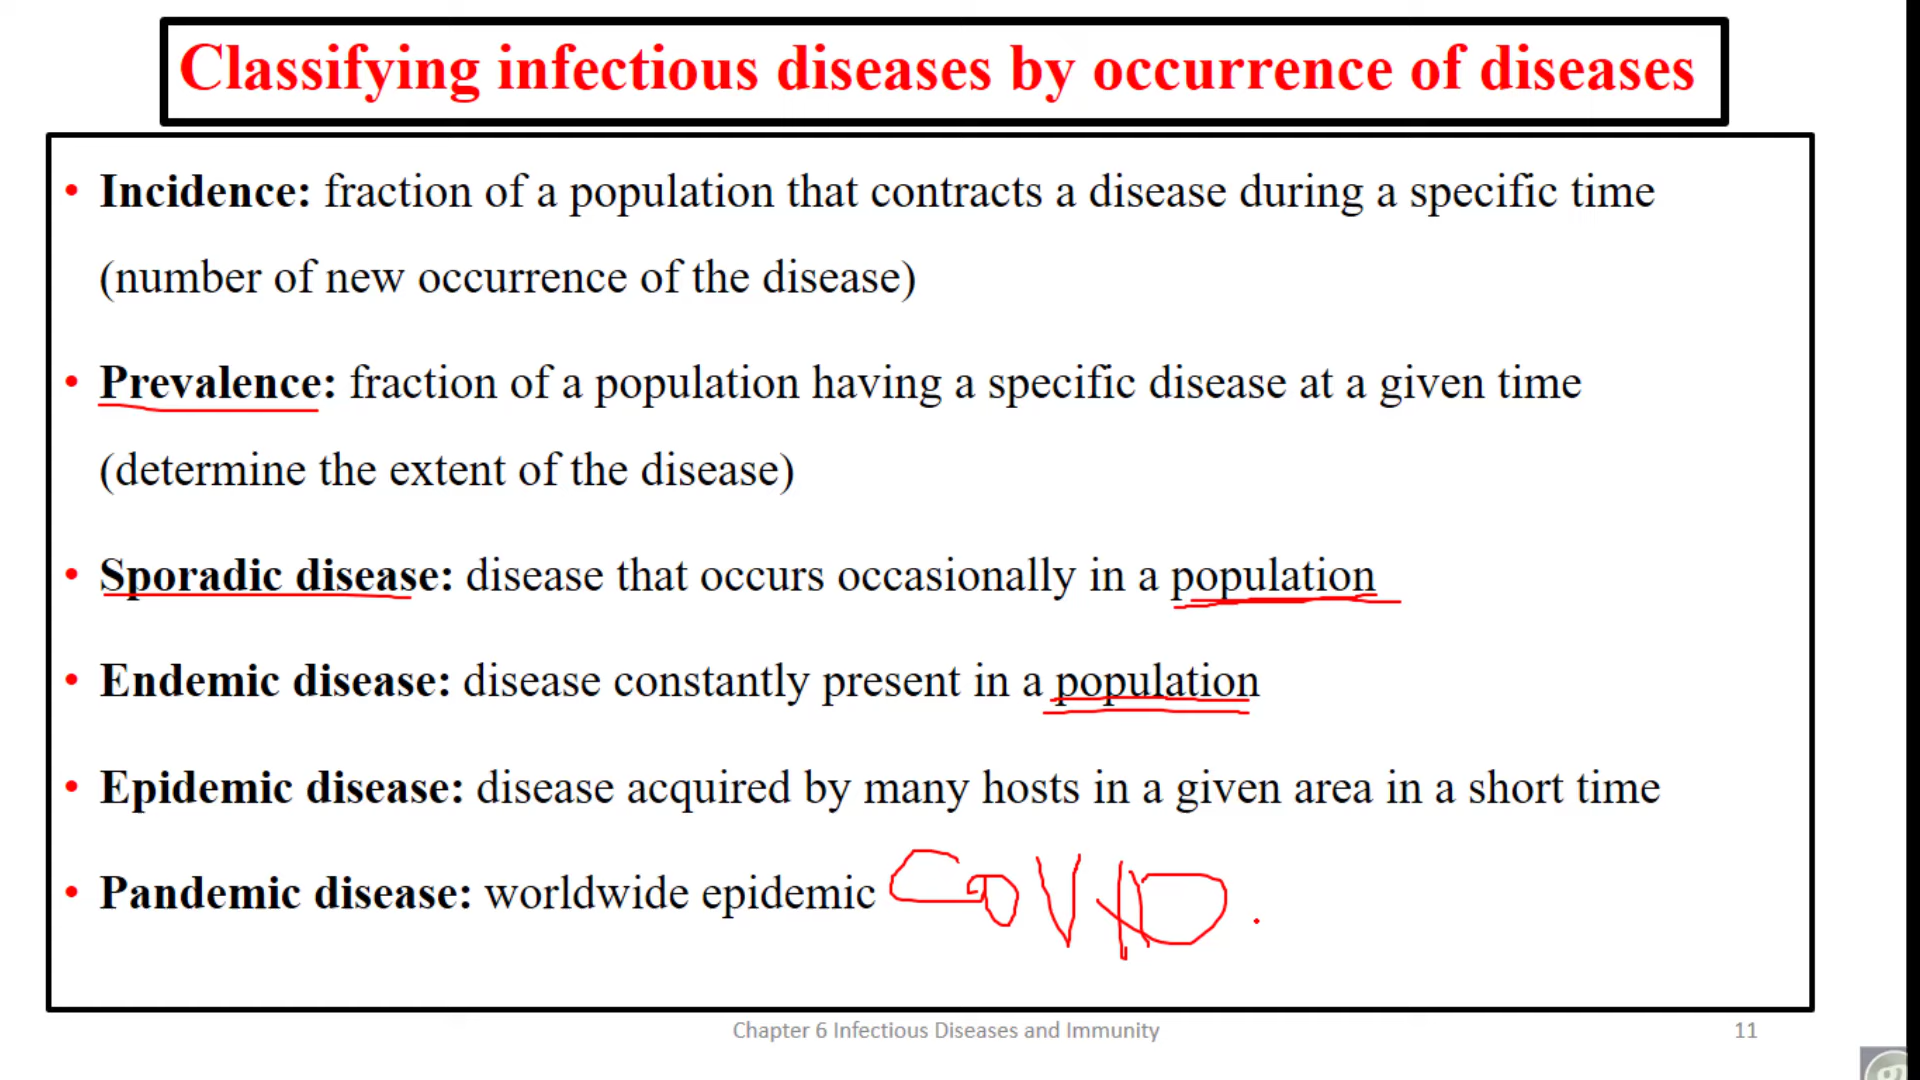 Classifying infectious diseases by occurrence of diseases
• Incidence: fraction of a population that contracts a disease during a specific time
(number of new occurrence of the disease)
• Prevalence: fraction of a population having a specific disease at a given time
(determine the extent of the disease)
• Sporadic disease: disease that occurs occasionally in a population
• Endemic disease: disease constantly present in a population
• Epidemic disease: disease acquired by many hosts in a given area in a short time
• Pandemic disease: worldwide epidemic COVID.
Chapter 6 Infectious Diseases and Immunity
11